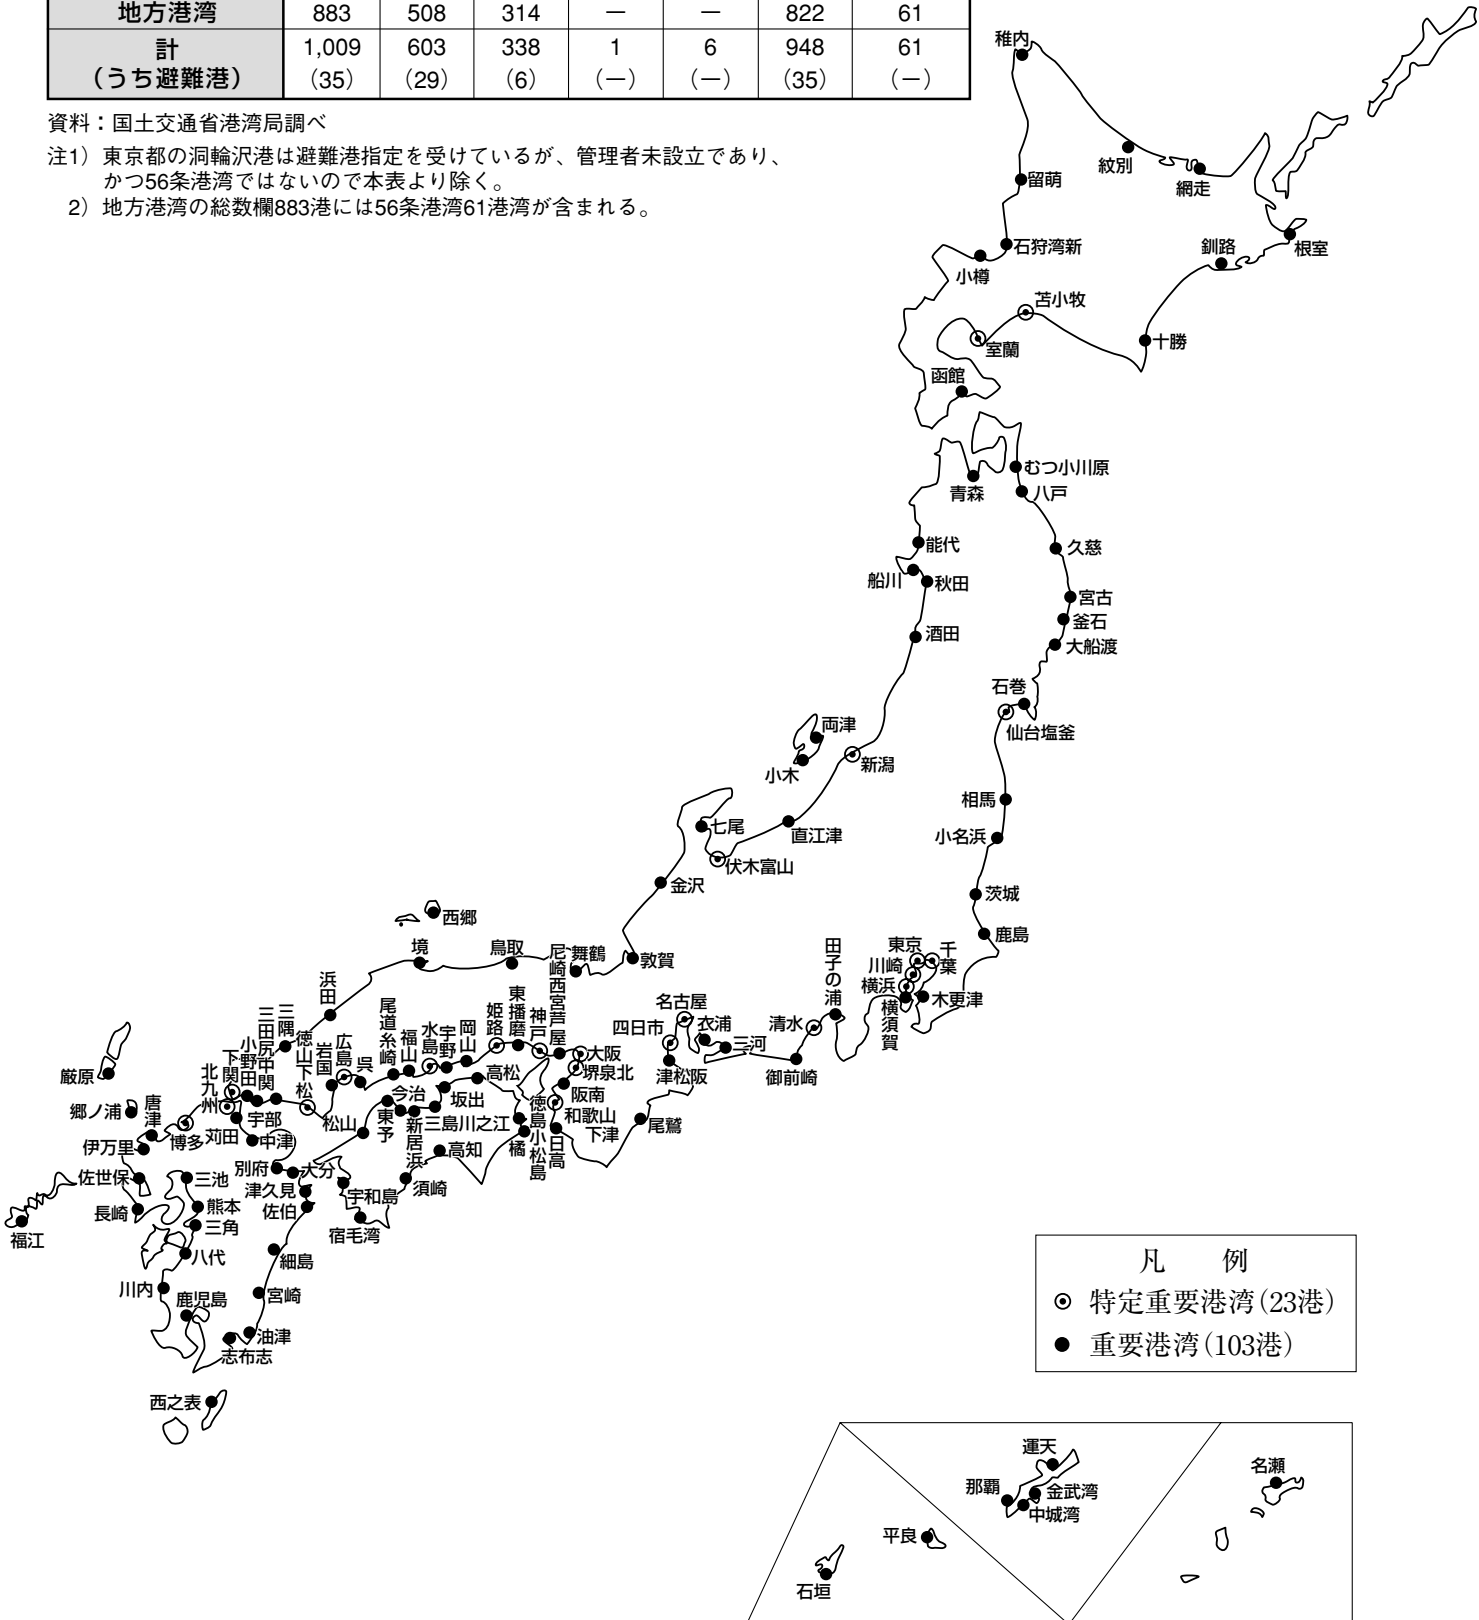 地方港湾 883 508 314 － － 822 61
計 1,009 603 338 1 6 948 61
（うち避難港） （35） （29） （6） （－） （－） （35） （－）
資料：国土交通省港湾局調べ
注1）東京都の洞輪沢港は避難港指定を受けているが、管理者未設立であり、
かつ56条港湾ではないので本表より除く。
2）地方港湾の総数欄883港には56条港湾61港湾が含まれる。
稚内
紋別
網走
留萌
根室
釧路
石狩湾新
小樽
苫小牧
室蘭
十勝
函館
むつ小川原
青森
八戸
能代
久慈
船川
秋田
宮古
釜石
酒田
大船渡
石巻
仙台塩釜
両津
小木
新潟
相馬
七尾
直江津
小名浜
伏木富山
金沢
茨城
西郷
鹿島
境
鳥取
尼崎西宮芦屋
舞鶴
敦賀
田子の浦
東京
千葉
川崎
横浜
横須賀
木更津
浜田
三隅
三田尻中関
小野田
下関
北九州
徳山下松
岩国
広島
呉
尾道糸崎
福山
水島
宇野
岡山
姫路
東播磨
神戸
名古屋
四日市
衣浦
三河
清水
御前崎
津松阪
大阪
堺泉北
阪南
和歌山
下津
日高
尾鷲
高松
坂出
今治
東予
新居浜
三島川之江
徳島小松島
橘
松山
高知
須崎
宇和島
宿毛湾
厳原
郷ノ浦
唐津
伊万里
博多
苅田
宇部
中津
別府
大分
津久見
佐伯
佐世保
長崎
三池
熊本
三角
八代
福江
川内
鹿児島
細島
宮崎
油津
志布志
西之表
凡 例
特定重要港湾（23港）
重要港湾（103港）
運天
那覇
金武湾
中城湾
名瀬
平良
石垣